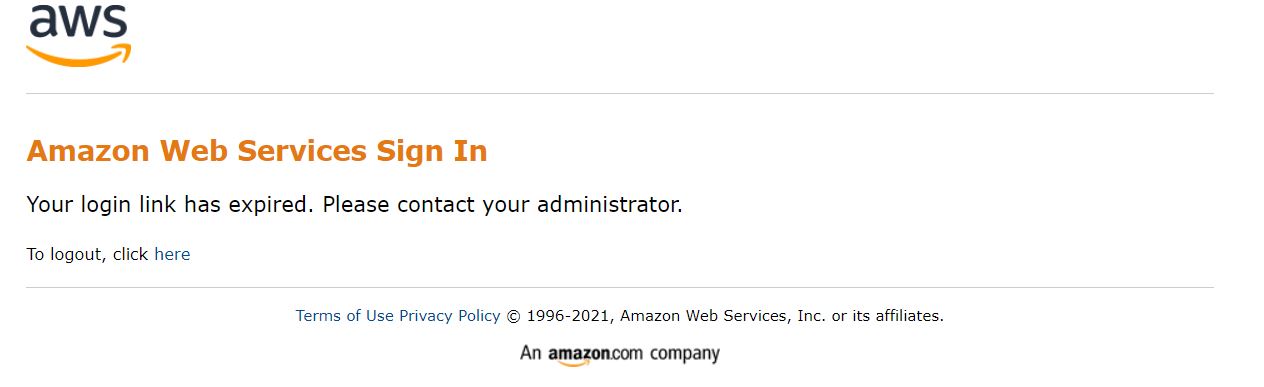 aws
Amazon Web Services Sign In
Your login link has expired. Please contact your administrator.
To logout, click here
Terms of Use Privacy Policy © 1996-2021, Amazon Web Services, Inc. or its affiliates.
An amazon.com company